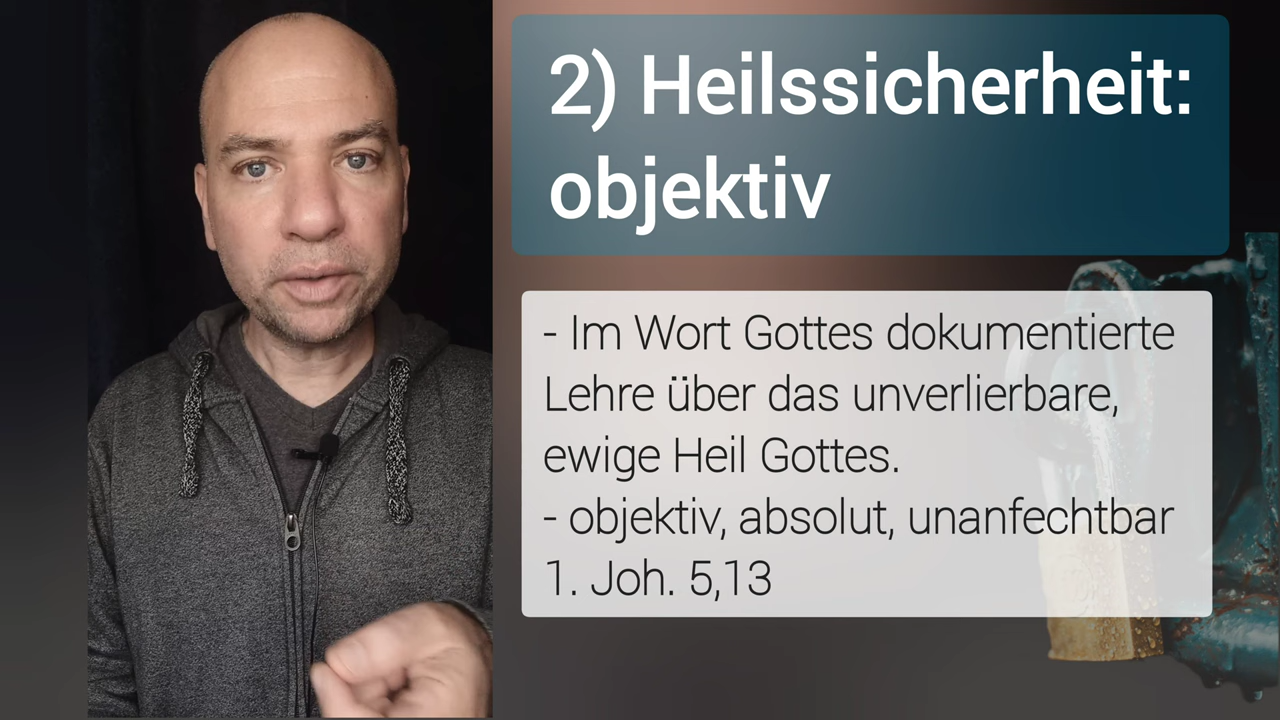 2) Heilssicherheit:
objektiv
- Im Wort Gottes dokumentierte
Lehre über das unverlierbare,
ewige Heil Gottes.
- objektiv, absolut, unanfechtbar
1. Joh. 5,13